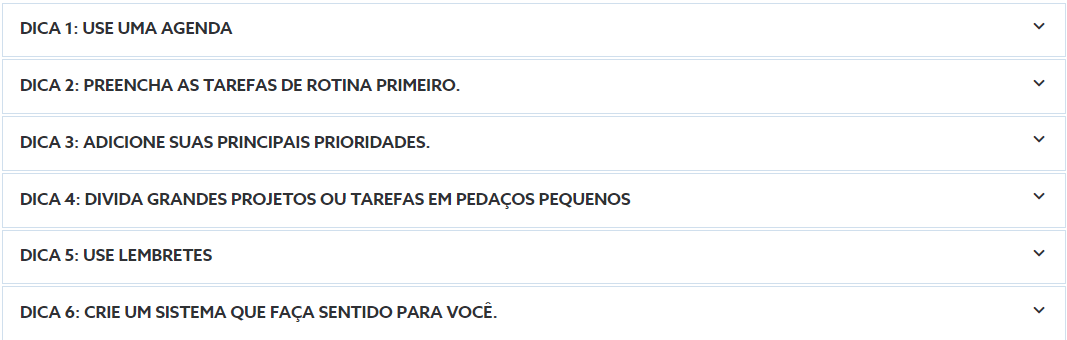 DICA 1: USE UMA AGENDA
DICA 2: PREENCHA AS TAREFAS DE ROTINA PRIMEIRO.
DICA 3: ADICIONE SUAS PRINCIPAIS PRIORIDADES.
DICA 4: DIVIDA GRANDES PROJETOS OU TAREFAS EM PEDAÇOS PEQUENOS
DICA 5: USE LEMBRETES
DICA 6: CRIE UM SISTEMA QUE FAÇA SENTIDO PARA VOCÊ.